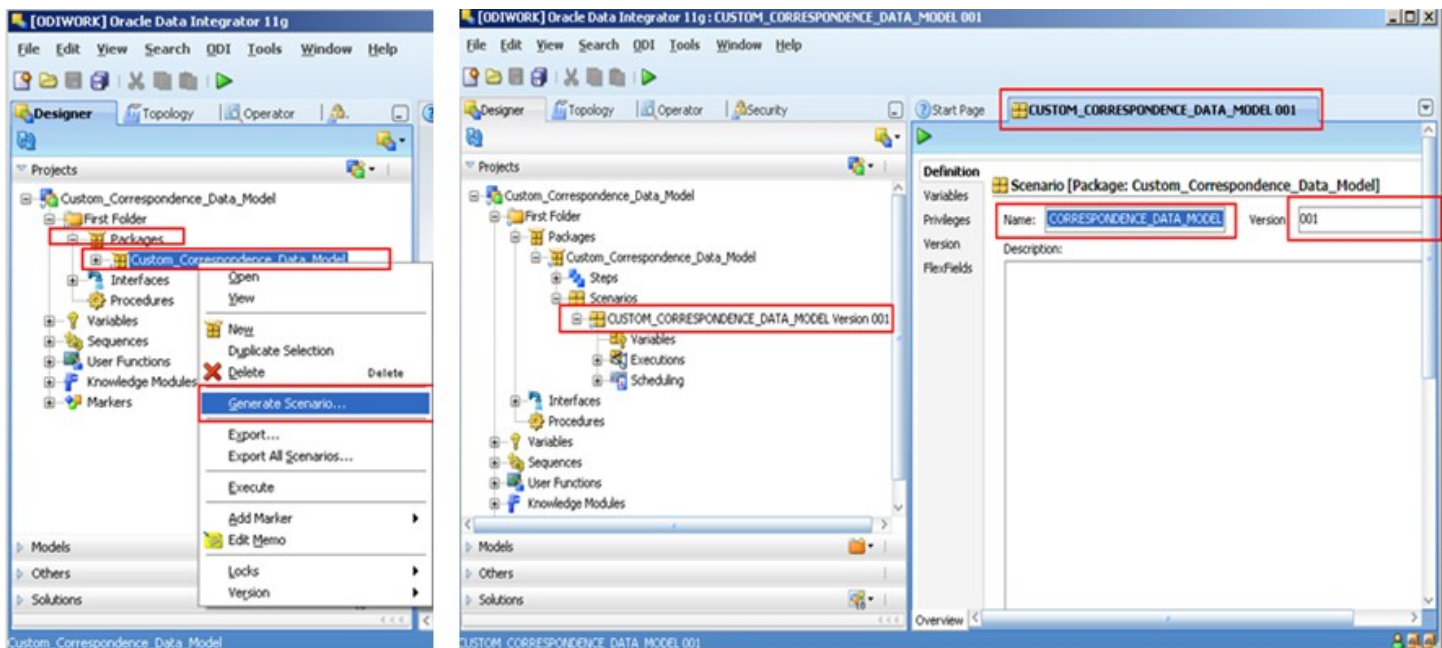 [ODIWORK] Oracle Data Integrator 11g
File Edit View Search ODI Tools Window Help
Designer Topology Operator
Projects
Custom_Correspondence_Data_Model
First Folder
Packages
Custom_Correspondence_Data_Model
Interfaces
Procedures
Variables
Sequences
User Functions
Knowledge Modules
Markers
Open
View
New
Duplicate Selection
Delete Delete
Generate Scenario...
Export...
Export All Scenarios...
Execute
Add Marker
Edit Memo
Locks
Version
Models
Others
Solutions
Custom_Correspondence_Data_Model
[ODIWORK] Oracle Data Integrator 11g : CUSTOM_CORRESPONDENCE_DATA_MODEL 001
File Edit View Search ODI Tools Window Help
Designer Topology Operator Security
Projects
Custom_Correspondence_Data_Model
First Folder
Packages
Custom_Correspondence_Data_Model
Steps
Scenarios
CUSTOM_CORRESPONDENCE_DATA_MODEL Version 001
Variables
Executions
Scheduling
Interfaces
Procedures
Variables
Sequences
User Functions
Knowledge Modules
Models
Others
Solutions
CUSTOM_CORRESPONDENCE_DATA_MODEL 001
Start Page CUSTOM_CORRESPONDENCE_DATA_MODEL 001
Definition
Variables
Privileges
Version
FlexFields
Scenario [Package: Custom_Correspondence_Data_Model]
Name: CORRESPONDENCE_DATA_MODEL Version 001
Description:
Overview